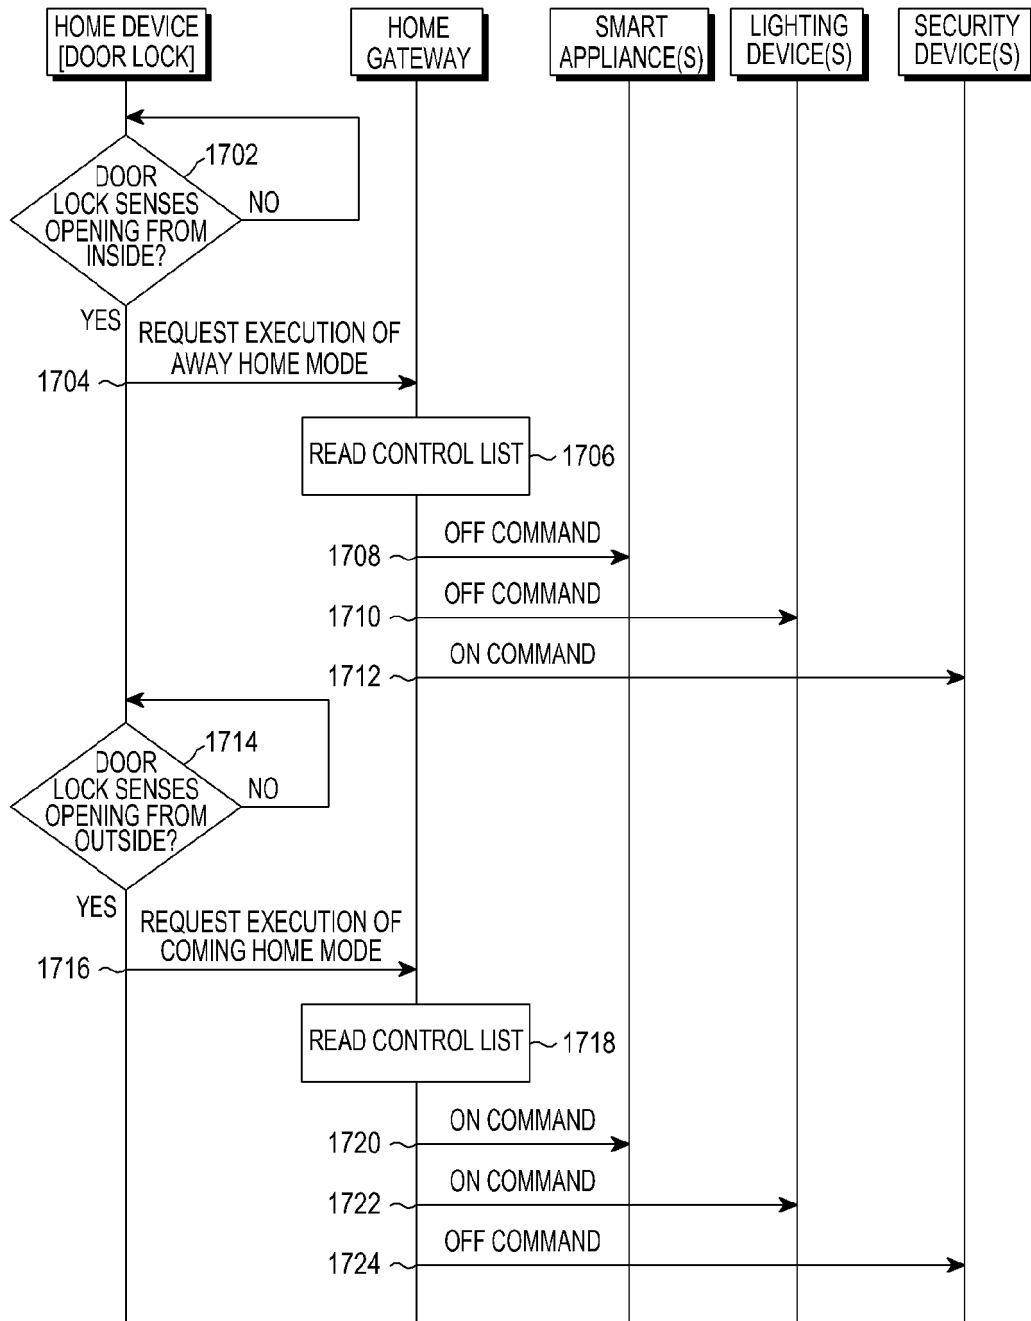 HOME DEVICE
[DOOR LOCK]
HOME
GATEWAY
SMART
APPLIANCE(S)
LIGHTING
DEVICE(S)
SECURITY
DEVICE(S)
1702
DOOR
LOCK SENSES
OPENING FROM
INSIDE?
NO
YES
REQUEST EXECUTION OF
AWAY HOME MODE
1704
READ CONTROL LIST
1706
OFF COMMAND
1708
OFF COMMAND
1710
ON COMMAND
1712
1714
DOOR
LOCK SENSES
OPENING FROM
OUTSIDE?
NO
YES
REQUEST EXECUTION OF
COMING HOME MODE
1716
READ CONTROL LIST
1718
ON COMMAND
1720
ON COMMAND
1722
OFF COMMAND
1724